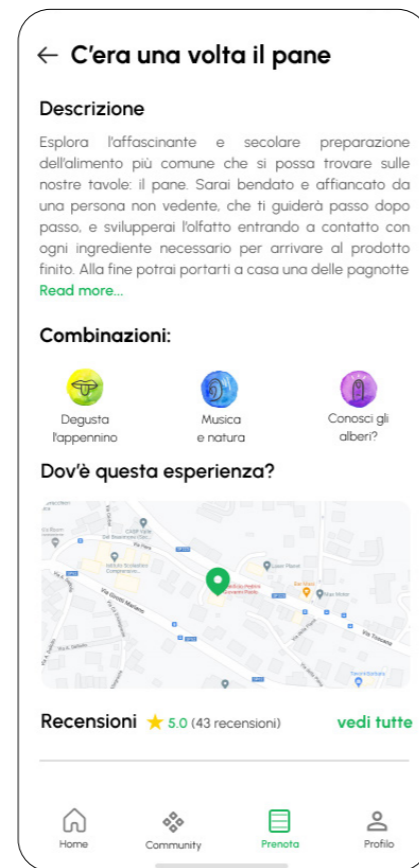 C'era una volta il pane
Descrizione
Esplora l'affascinante e secolare preparazione
dell'alimento più comune che si possa trovare sulle
nostre tavole: il pane. Sarai bendato e affiancato da
una persona non vedente, che ti guiderà passo dopo
passo, e svilupperai l'olfatto entrando a contatto con
ogni ingrediente necessario per arrivare al prodotto
finito. Alla fine potrai portarti a casa una delle pagnotte
Read more...
Combinazioni:
Degusta
l'appennino
Musica
e natura
Conosci gli
alberi?
Dov'è questa esperienza?
Istituto Scolastico
Via Toscana
Recensioni 5.0 (43 recensioni) vedi tutte
Home
Community
Prenota
Profilo